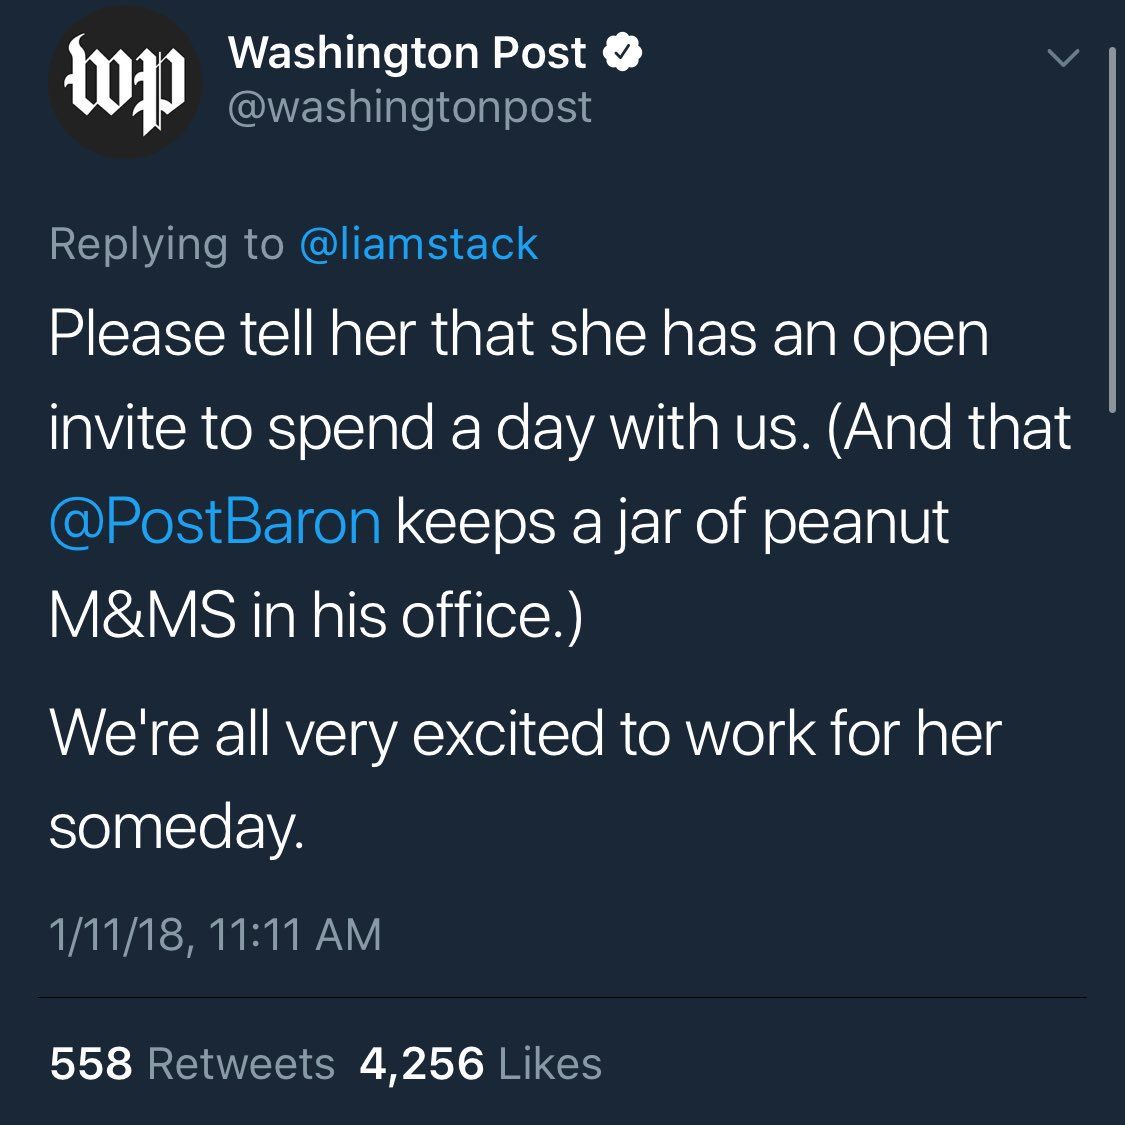 wp
Washington Post
@washingtonpost
Replying to @liamstack
Please tell her that she has an open
invite to spend a day with us. (And that
@PostBaron keeps a jar of peanut
M&MS in his office.)
We're all very excited to work for her
someday.
1/11/18, 11:11 AM
558 Retweets 4,256 Likes